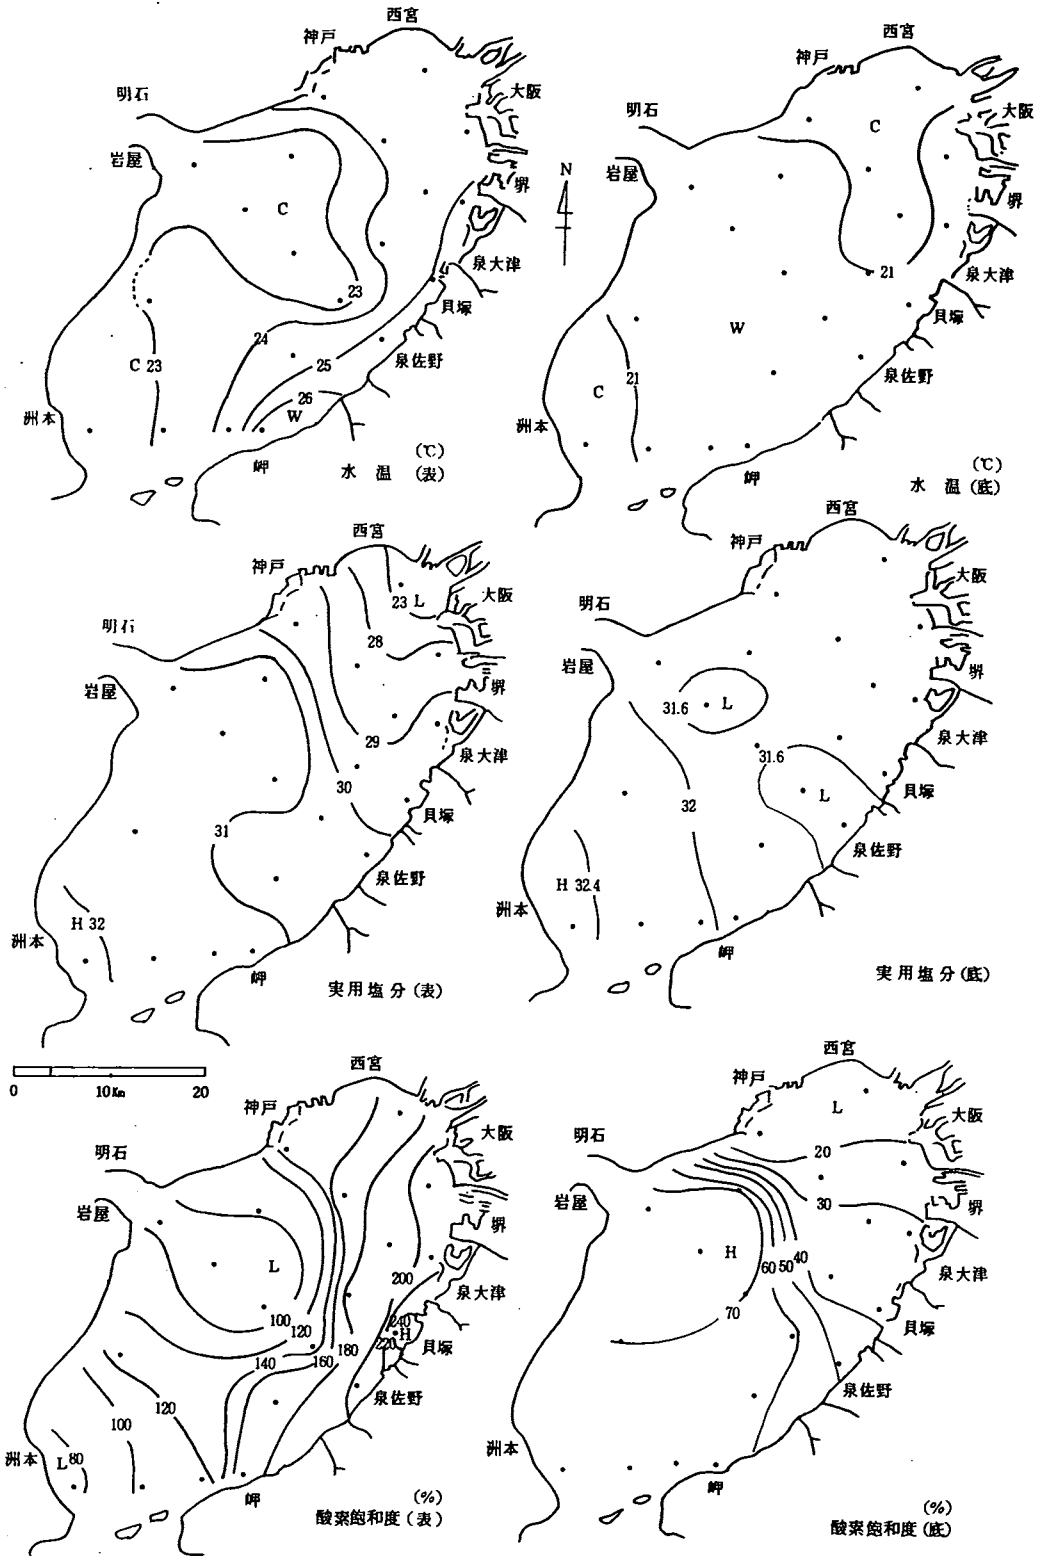 西宮
神戸
明石
大阪
岩屋
堺
C
泉大津
23
貝塚
24
C 23
25
泉佐野
26
W
洲本
岬
(℃)
水 温 (表)
N
西宮
神戸
明石
大阪
C
岩屋
堺
泉大津
21
貝塚
W
泉佐野
21
C
洲本
岬
(℃)
水 温 (底)
西宮
神戸
23 L
大阪
明石
28
岩屋
堺
29
泉大津
30
貝塚
31
泉佐野
H 32
洲本
岬
実用塩分 (表)
西宮
神戸
大阪
明石
岩屋
堺
31.6
L
泉大津
31.6
L
貝塚
32
泉佐野
H 32.4
洲本
岬
実用塩分 (底)
0 10Km 20
西宮
神戸
大阪
明石
岩屋
堺
L
200
泉大津
100
120
240
H
220
貝塚
180
140
160
泉佐野
120
100
洲本
L 80
岬
(%)
酸素飽和度 (表)
西宮
神戸
L
大阪
明石
20
岩屋
堺
30
H
40
60 50
泉大津
70
貝塚
泉佐野
洲本
岬
(%)
酸素飽和度 (底)